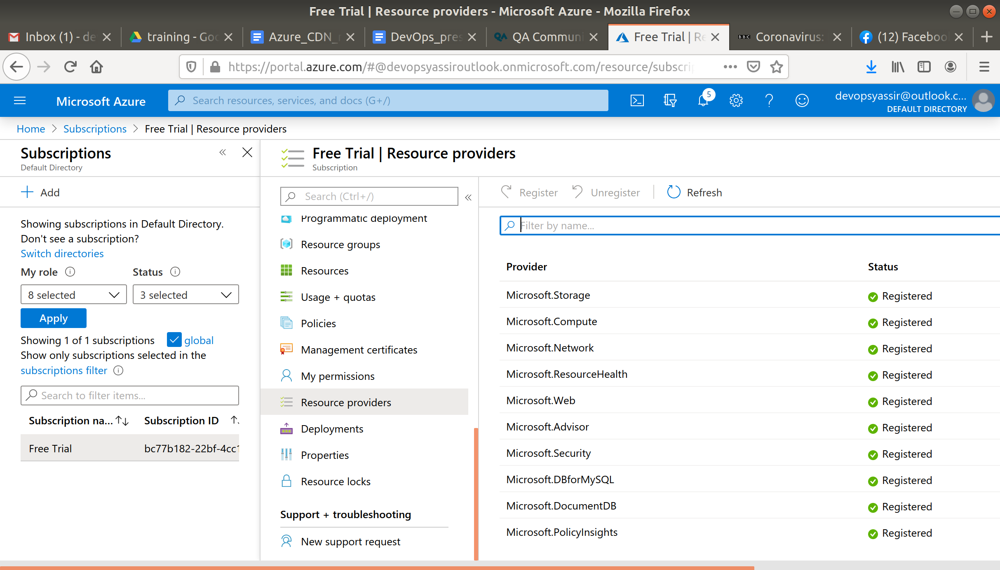 Free Trial | Resource providers - Microsoft Azure - Mozilla Firefox
Inbox (1) - de
training - Goo
Azure_CDN_r
DevOps_pres
QA Communi
Free Trial | Re
BBC Coronavirus:
(12) Facebook
https://portal.azure.com/#@devopsyassiroutlook.onmicrosoft.com/resource/subscrip
Microsoft Azure
Search resources, services, and docs (G+/)
5
devopsyassir@outlook.c...
DEFAULT DIRECTORY
Home > Subscriptions > Free Trial | Resource providers
Subscriptions
Default Directory
Add
Showing subscriptions in Default Directory.
Don't see a subscription?
Switch directories
My role
Status
8 selected
3 selected
Apply
Showing 1 of 1 subscriptions
global
Show only subscriptions selected in the
subscriptions filter
Search to filter items...
Subscription na...
Subscription ID
Free Trial
bc77b182-22bf-4cc1
Free Trial | Resource providers
Subscription
Search (Ctrl+/)
Programmatic deployment
Resource groups
Resources
Usage + quotas
Policies
Management certificates
My permissions
Resource providers
Deployments
Properties
Resource locks
Support + troubleshooting
New support request
Register
Unregister
Refresh
Filter by name...
Provider
Status
Microsoft.Storage
Registered
Microsoft.Compute
Registered
Microsoft.Network
Registered
Microsoft.ResourceHealth
Registered
Microsoft.Web
Registered
Microsoft.Advisor
Registered
Microsoft.Security
Registered
Microsoft.DBforMySQL
Registered
Microsoft.DocumentDB
Registered
Microsoft.PolicyInsights
Registered